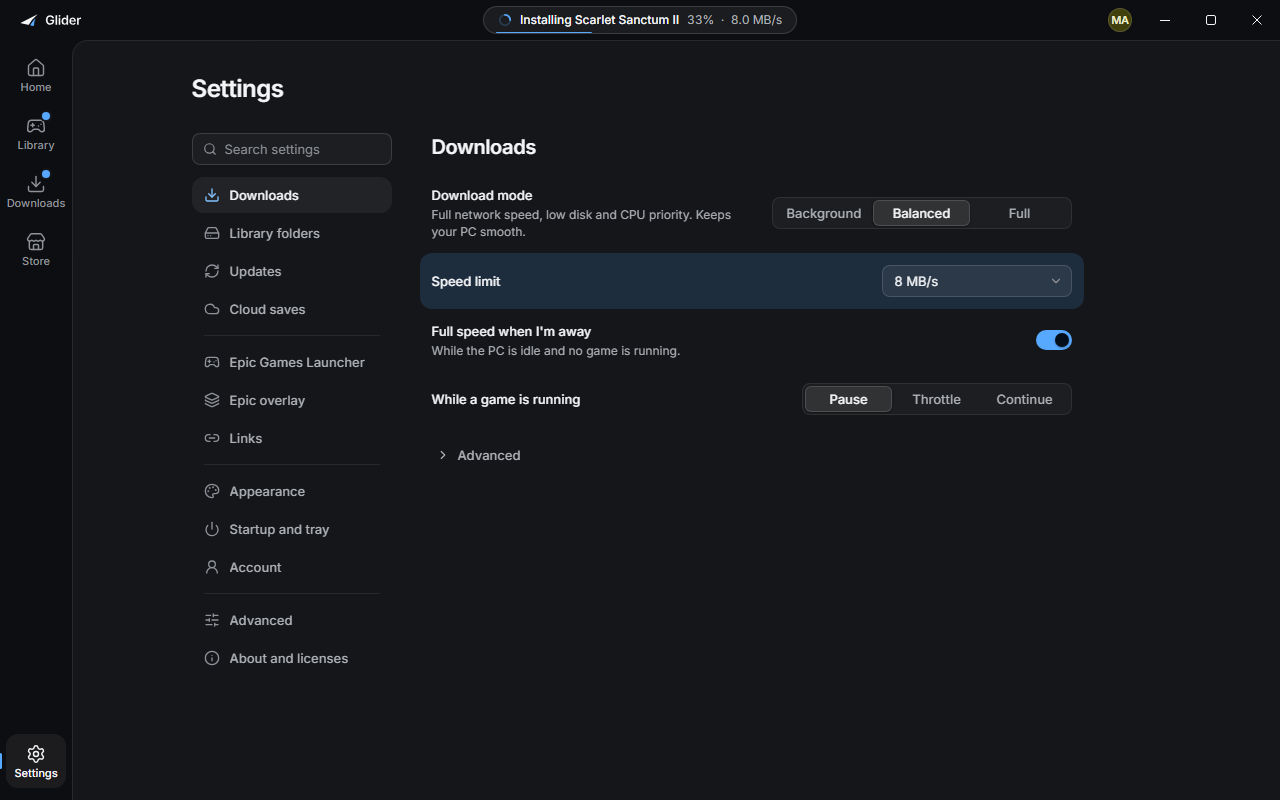 Glider
Installing Scarlet Sanctum II 33% · 8.0 MB/s
MA
Home
Library
Downloads
Store
Settings
Settings
Search settings
Downloads
Library folders
Updates
Cloud saves
Epic Games Launcher
Epic overlay
Links
Appearance
Startup and tray
Account
Advanced
About and licenses
Downloads
Download mode
Full network speed, low disk and CPU priority. Keeps
your PC smooth.
Background Balanced Full
Speed limit
8 MB/s
Full speed when I'm away
While the PC is idle and no game is running.
While a game is running
Pause Throttle Continue
Advanced